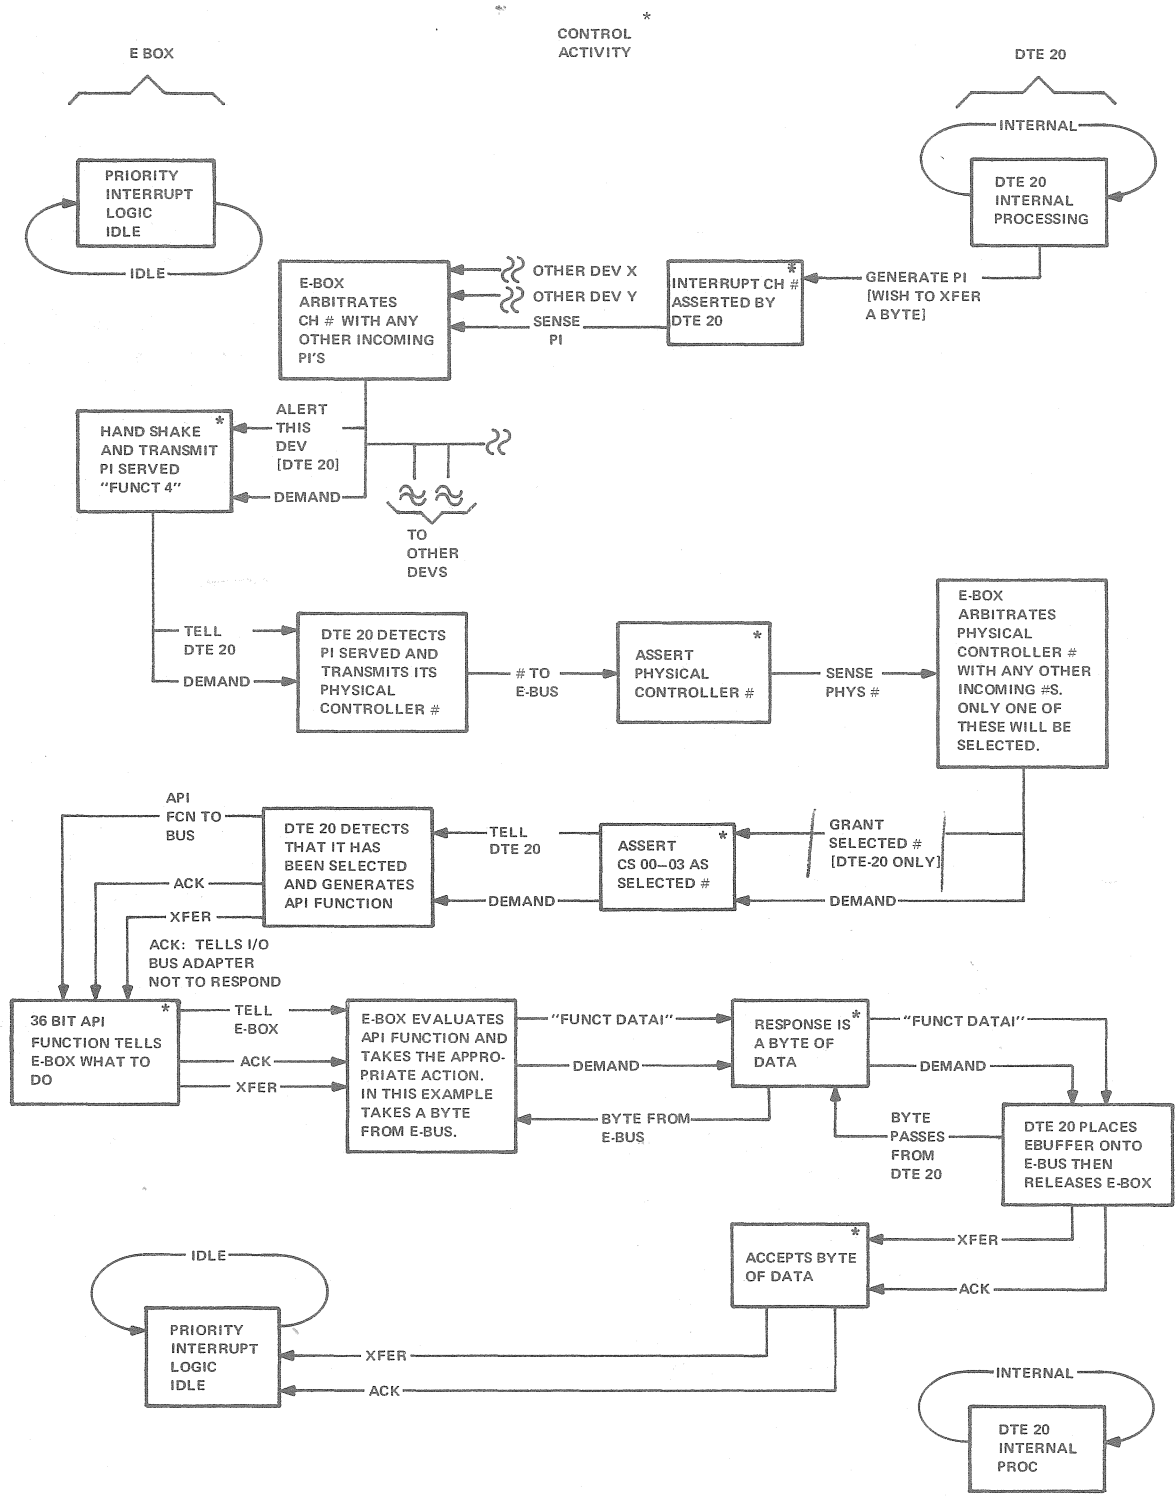 *
CONTROL
ACTIVITY
E BOX
DTE 20
INTERNAL
PRIORITY
INTERRUPT
LOGIC
IDLE
IDLE
DTE 20
INTERNAL
PROCESSING
E-BOX
ARBITRATES
CH # WITH ANY
OTHER INCOMING
PI'S
OTHER DEV X
OTHER DEV Y
SENSE
PI
*
INTERRUPT CH #
ASSERTED BY
DTE 20
GENERATE PI
[WISH TO XFER
A BYTE]
*
HAND SHAKE
AND TRANSMIT
PI SERVED
"FUNCT 4"
ALERT
THIS
DEV
[DTE 20]
DEMAND
TO
OTHER
DEVS
TELL
DTE 20
DEMAND
DTE 20 DETECTS
PI SERVED AND
TRANSMITS ITS
PHYSICAL
CONTROLLER #
# TO
E-BUS
*
ASSERT
PHYSICAL
CONTROLLER #
SENSE
PHYS #
E-BOX
ARBITRATES
PHYSICAL
CONTROLLER #
WITH ANY OTHER
INCOMING #S.
ONLY ONE OF
THESE WILL BE
SELECTED.
API
FCN TO
BUS
ACK
XFER
DTE 20 DETECTS
THAT IT HAS
BEEN SELECTED
AND GENERATES
API FUNCTION
TELL
DTE 20
DEMAND
*
ASSERT
CS 00–03 AS
SELECTED #
GRANT
SELECTED #
[DTE-20 ONLY]
DEMAND
ACK: TELLS I/O
BUS ADAPTER
NOT TO RESPOND
*
36 BIT API
FUNCTION TELLS
E-BOX WHAT TO
DO
TELL
E-BOX
ACK
XFER
E-BOX EVALUATES
API FUNCTION AND
TAKES THE APPRO-
PRIATE ACTION.
IN THIS EXAMPLE
TAKES A BYTE
FROM E-BUS.
"FUNCT DATAI"
DEMAND
BYTE FROM
E-BUS
*
RESPONSE IS
A BYTE OF
DATA
"FUNCT DATAI"
DEMAND
BYTE
PASSES
FROM
DTE 20
DTE 20 PLACES
EBUFFER ONTO
E-BUS THEN
RELEASES E-BOX
XFER
ACK
*
ACCEPTS BYTE
OF DATA
IDLE
PRIORITY
INTERRUPT
LOGIC
IDLE
XFER
ACK
INTERNAL
DTE 20
INTERNAL
PROC